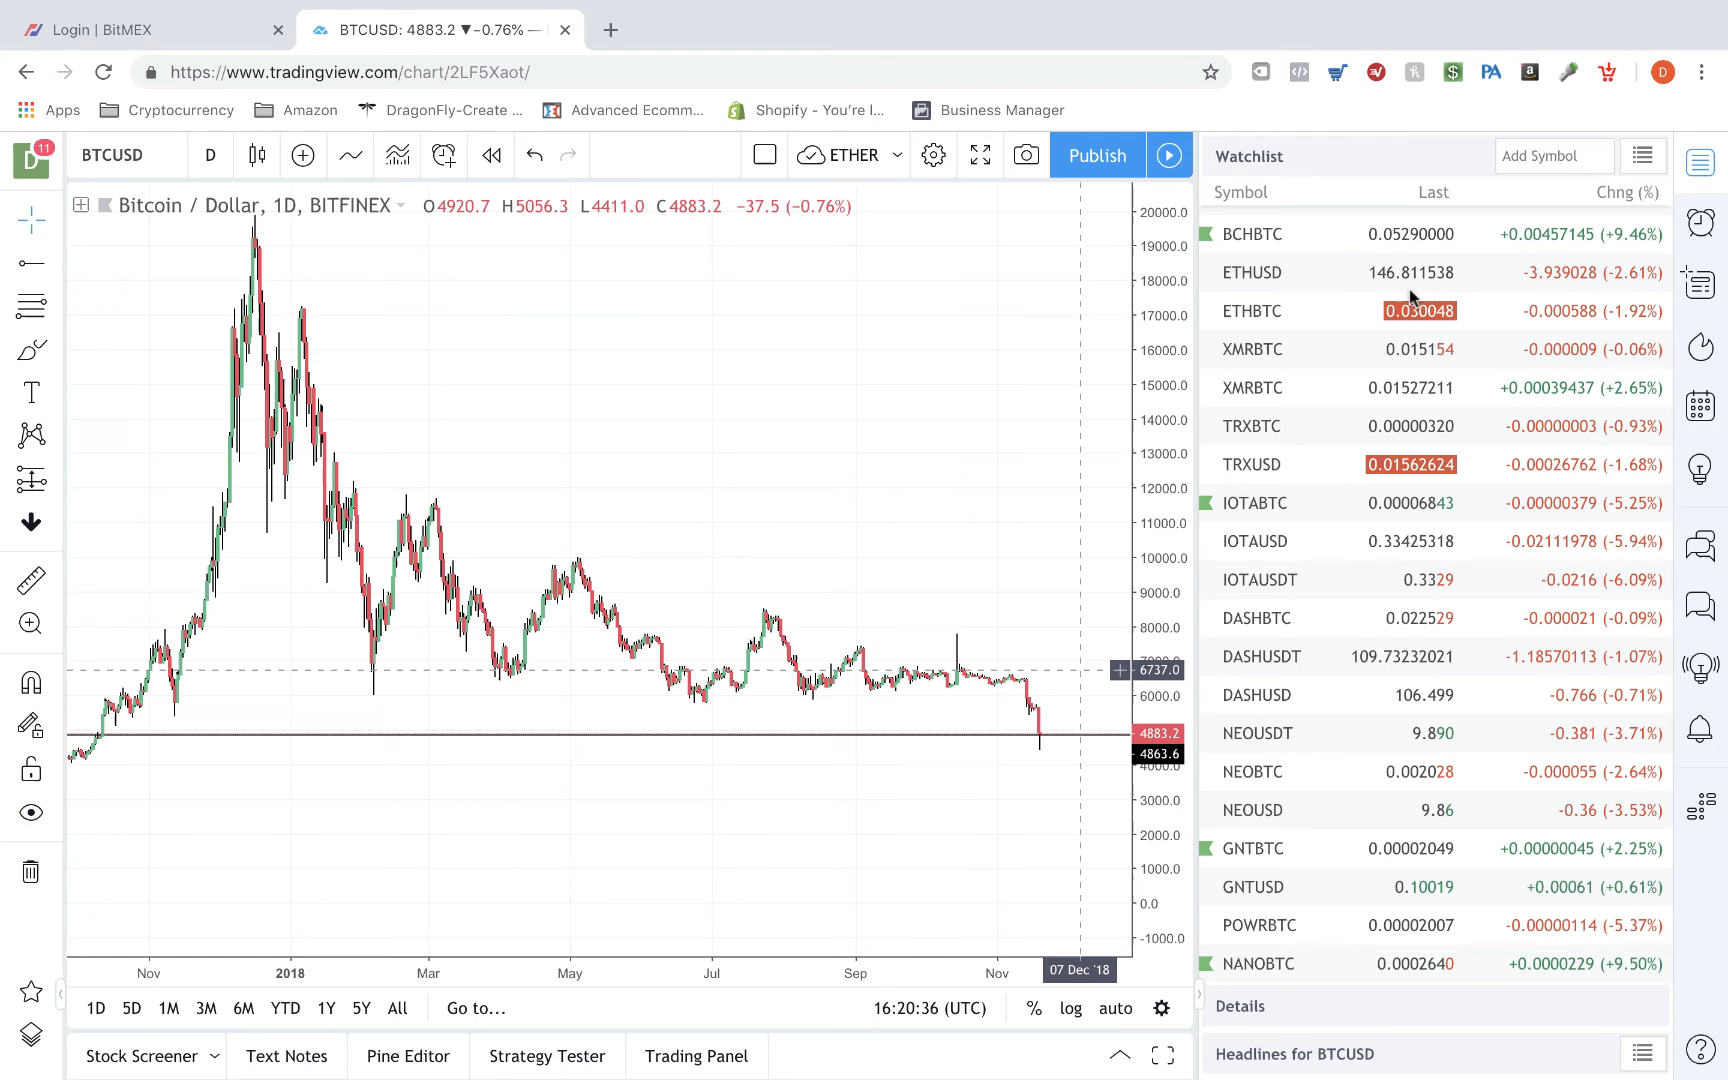 Login | BitMEX
BTCUSD: 4883.2 ▼−0.76% —
https://www.tradingview.com/chart/2LF5Xaot/
PA
a
D
Apps
Cryptocurrency
Amazon
DragonFly-Create ...
Advanced Ecomm...
Shopify - You're I...
Business Manager
D
11
BTCUSD
D
ETHER
Publish
Bitcoin / Dollar, 1D, BITFINEX
O4920.7 H5056.3 L4411.0 C4883.2 −37.5 (−0.76%)
20000.0
19000.0
18000.0
17000.0
16000.0
15000.0
14000.0
13000.0
12000.0
11000.0
10000.0
9000.0
8000.0
6737.0
6000.0
4883.2
4863.6
4000.0
3000.0
2000.0
1000.0
0.0
-1000.0
Nov
2018
Mar
May
Jul
Sep
Nov
07 Dec '18
1D 5D 1M 3M 6M YTD 1Y 5Y All
Go to...
16:20:36 (UTC)
% log auto
Stock Screener
Text Notes
Pine Editor
Strategy Tester
Trading Panel
Watchlist
Add Symbol
Symbol Last Chng (%)
BCHBTC 0.05290000 +0.00457145 (+9.46%)
ETHUSD 146.811538 -3.939028 (-2.61%)
ETHBTC 0.030048 -0.000588 (-1.92%)
XMRBTC 0.015154 -0.000009 (-0.06%)
XMRBTC 0.01527211 +0.00039437 (+2.65%)
TRXBTC 0.00000320 -0.00000003 (-0.93%)
TRXUSD 0.01562624 -0.00026762 (-1.68%)
IOTABTC 0.00006843 -0.00000379 (-5.25%)
IOTAUSD 0.33425318 -0.02111978 (-5.94%)
IOTAUSDT 0.3329 -0.0216 (-6.09%)
DASHBTC 0.022529 -0.000021 (-0.09%)
DASHUSDT 109.73232021 -1.18570113 (-1.07%)
DASHUSD 106.499 -0.766 (-0.71%)
NEOUSDT 9.890 -0.381 (-3.71%)
NEOBTC 0.002028 -0.000055 (-2.64%)
NEOUSD 9.86 -0.36 (-3.53%)
GNTBTC 0.00002049 +0.00000045 (+2.25%)
GNTUSD 0.10019 +0.00061 (+0.61%)
POWRBTC 0.00002007 -0.00000114 (-5.37%)
NANOBTC 0.0002640 +0.0000229 (+9.50%)
Details
Headlines for BTCUSD